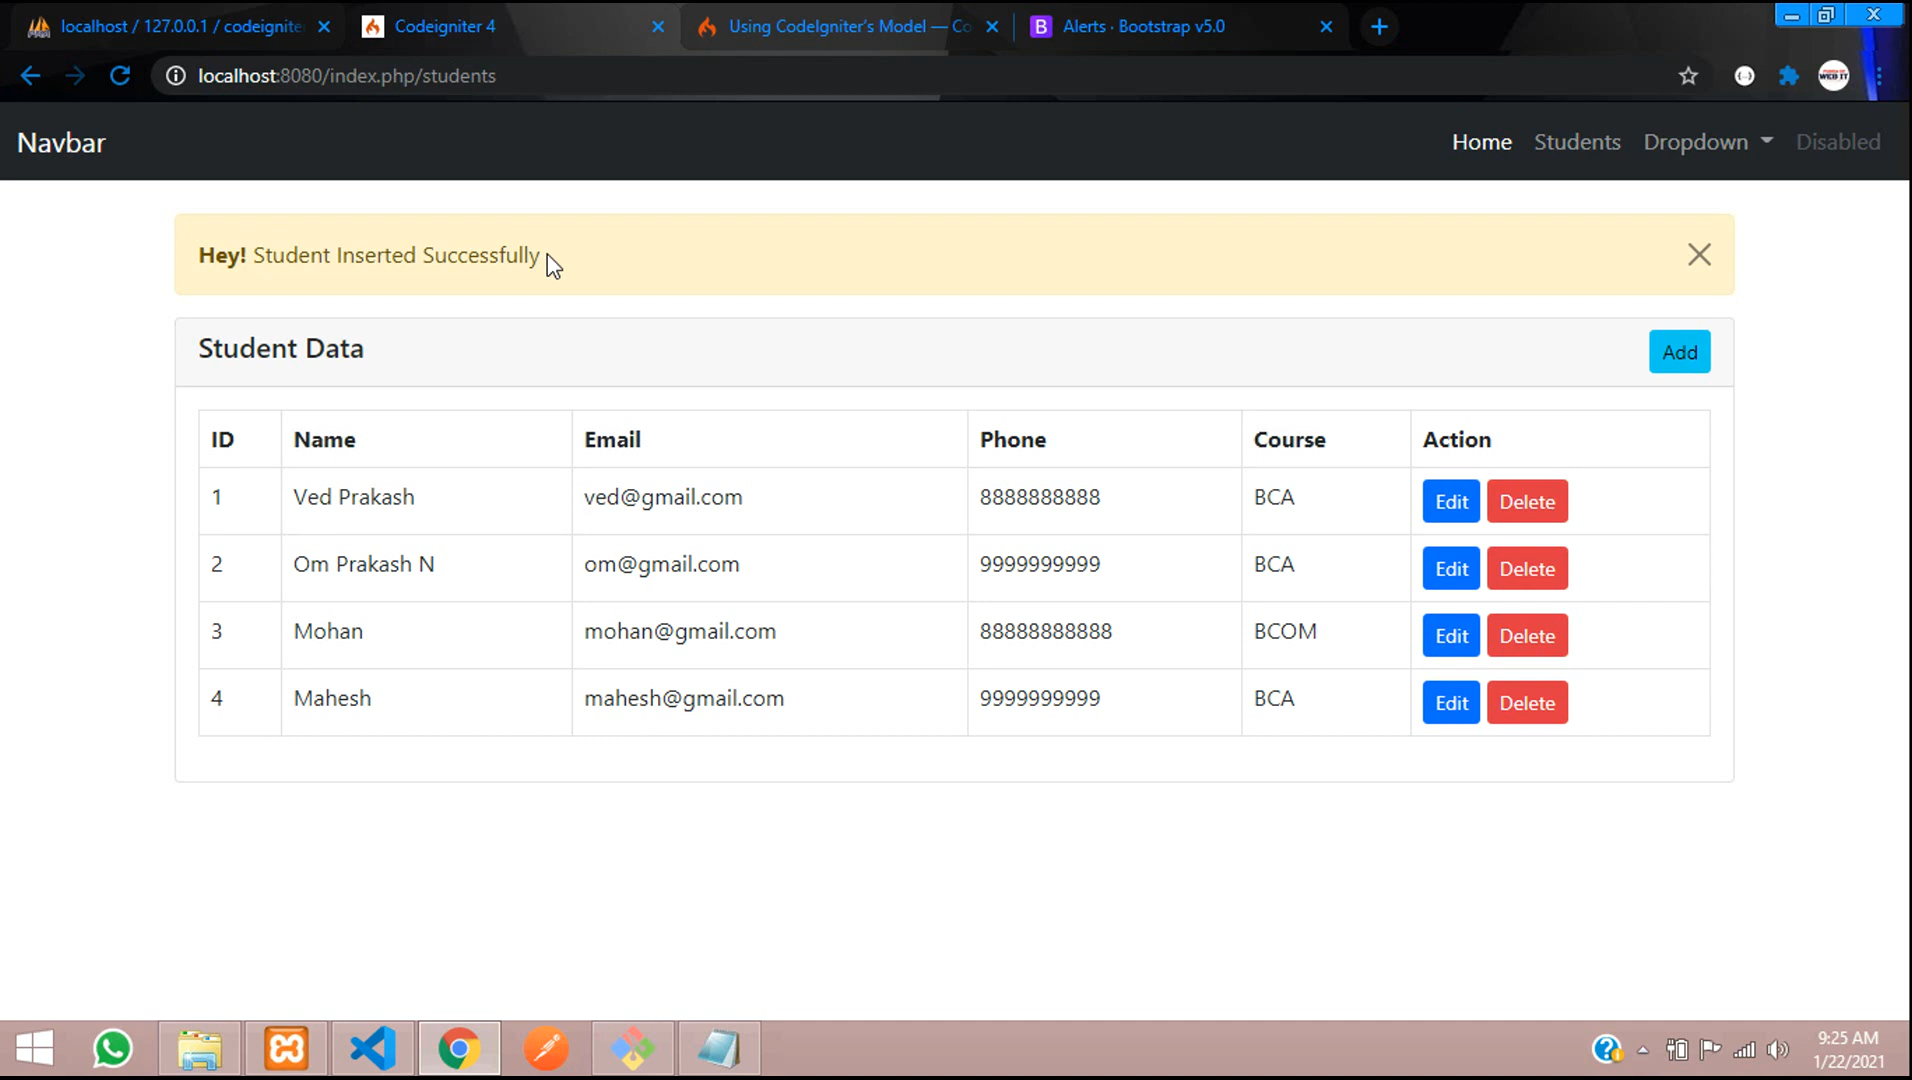 localhost / 127.0.0.1 / codeignite
Codeigniter 4
Using CodeIgniter's Model — Co
B Alerts · Bootstrap v5.0
localhost:8080/index.php/students
WEB IT
Navbar
Home Students Dropdown Disabled
Hey! Student Inserted Successfully
Student Data
Add
ID Name Email Phone Course Action
1 Ved Prakash ved@gmail.com 8888888888 BCA Edit Delete
2 Om Prakash N om@gmail.com 9999999999 BCA Edit Delete
3 Mohan mohan@gmail.com 88888888888 BCOM Edit Delete
4 Mahesh mahesh@gmail.com 9999999999 BCA Edit Delete
9:25 AM
1/22/2021